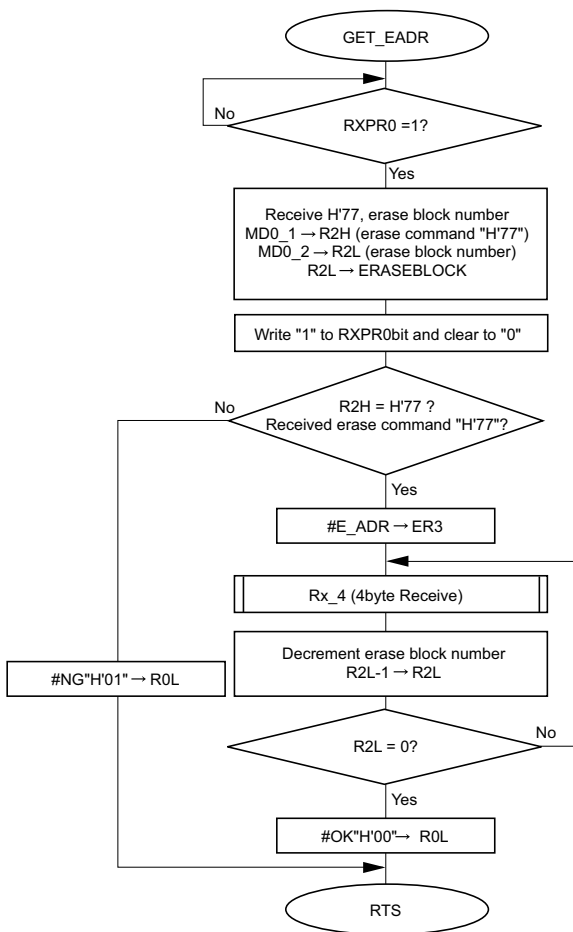 GET_EADR
RXPR0 =1?
No
Yes
Receive H'77, erase block number
MD0_1 → R2H (erase command "H'77")
MD0_2 → R2L (erase block number)
R2L → ERASEBLOCK
Write "1" to RXPR0bit and clear to "0"
No
R2H = H'77 ?
Received erase command "H'77"?
Yes
#E_ADR → ER3
Rx_4 (4byte Receive)
Decrement erase block number
R2L-1 → R2L
#NG"H'01" → R0L
R2L = 0?
No
Yes
#OK"H'00"→ R0L
RTS